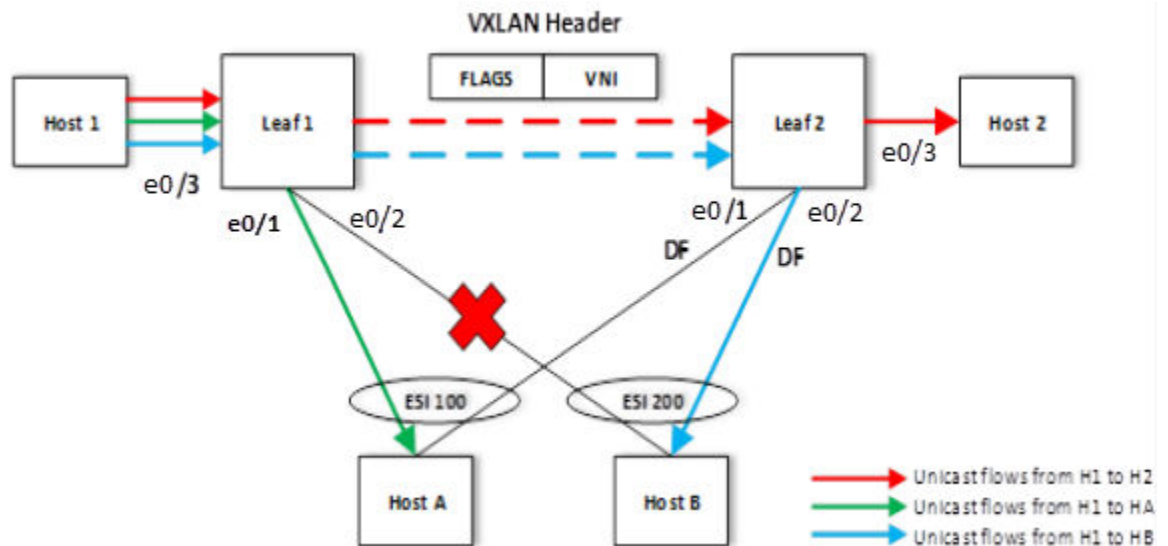 VXLAN Header
FLAGS VNI
Host 1
Leaf 1
Leaf 2
Host 2
e0/3
e0/3
e0/1
e0/2
e0/1
e0/2
DF
DF
ESI 100
ESI 200
Host A
Host B
Unicast flows from H1 to H2
Unicast flows from H1 to HA
Unicast flows from H1 to HB